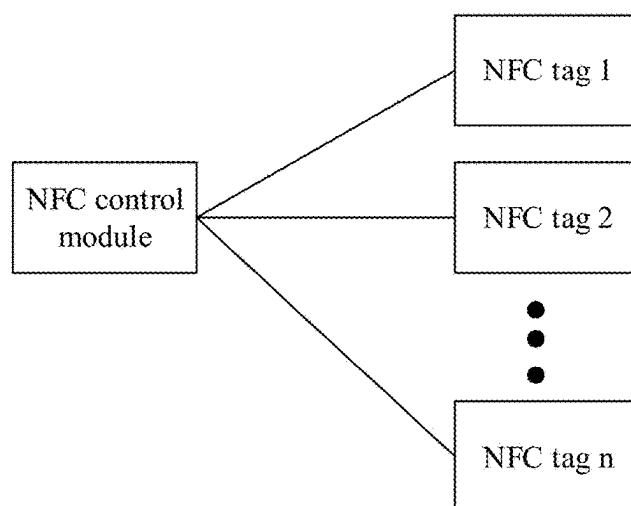 NFC tag 1
NFC control
module
NFC tag 2
NFC tag n